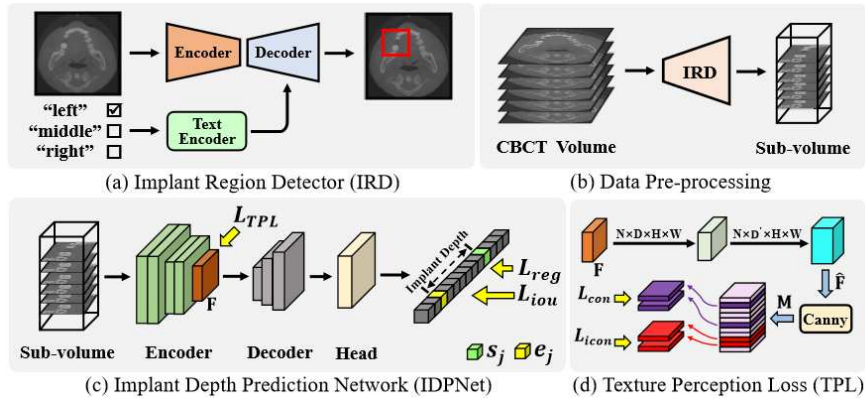 Encoder
Decoder
"left"
"middle"
"right"
Text
Encoder
(a) Implant Region Detector (IRD)
IRD
CBCT Volume
Sub-volume
(b) Data Pre-processing
L_TPL
F
Implant Depth
L_reg
L_iou
Sub-volume
Encoder
Decoder
Head
s_j
e_j
(c) Implant Depth Prediction Network (IDPNet)
N×D×H×W
N×D'×H×W
F
F̂
L_con
M
Canny
L_icon
(d) Texture Perception Loss (TPL)